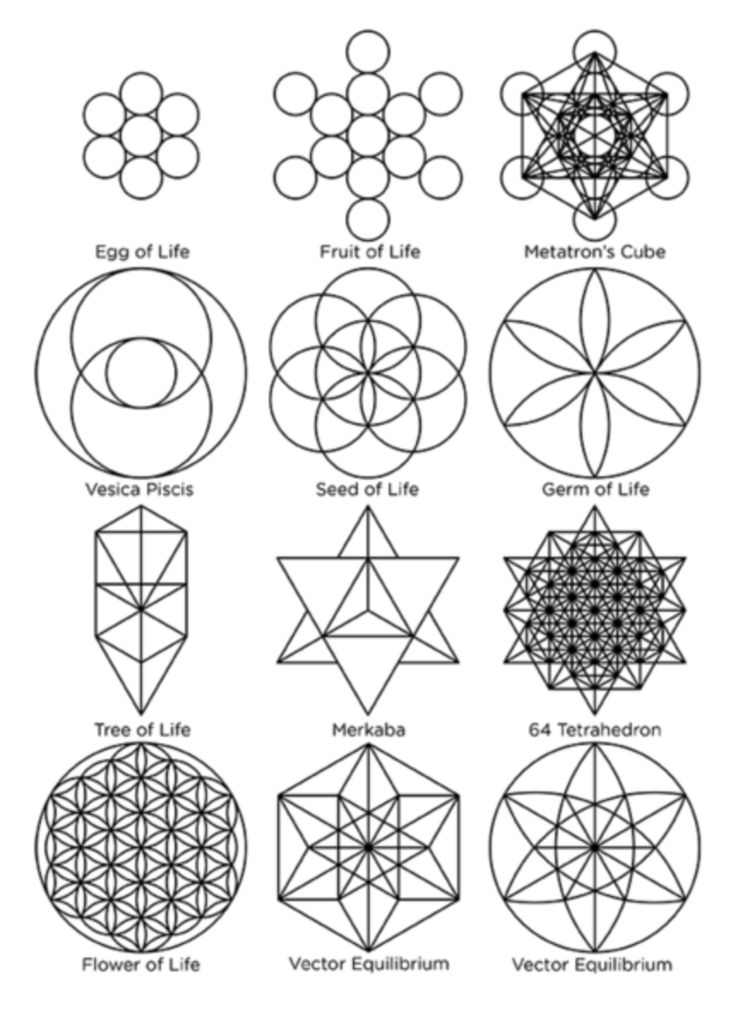 Egg of Life
Fruit of Life
Metatron's Cube
Vesica Piscis
Seed of Life
Germ of Life
Tree of Life
Merkaba
64 Tetrahedron
Flower of Life
Vector Equilibrium
Vector Equilibrium